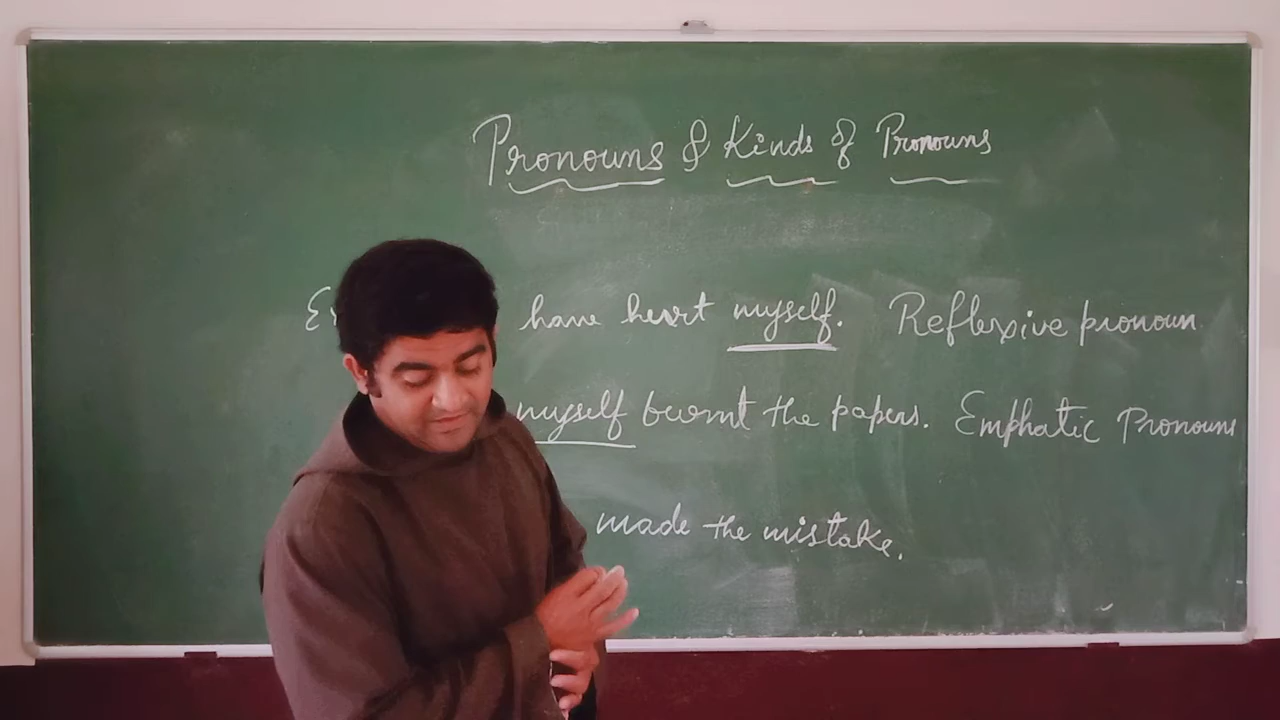 Pronouns & Kinds of Pronouns
have hurt myself. Reflexive pronoun
myself burnt the papers. Emphatic Pronouns
made the mistake.